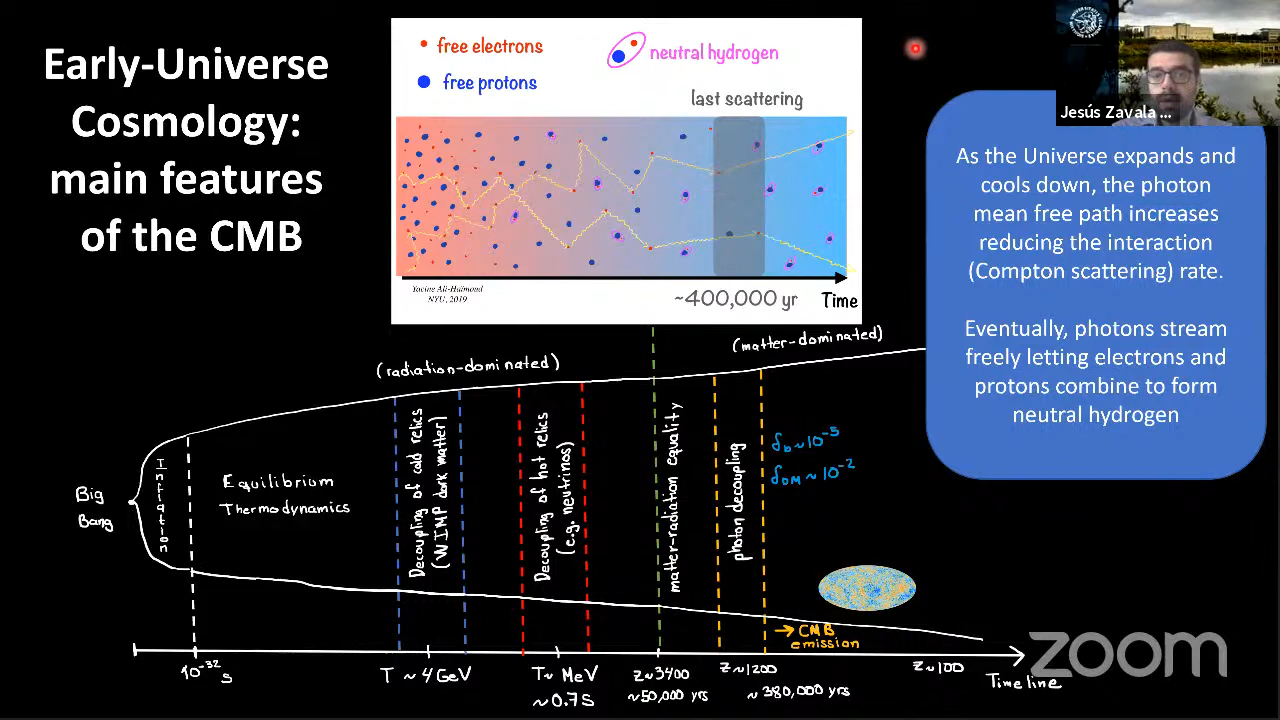 Early-Universe
Cosmology:
main features
of the CMB
free electrons
free protons
neutral hydrogen
last scattering
Yacine Ali-Haïmoud
NYU, 2019
~400,000 yr
Time
Jesús Zavala ...
As the Universe expands and
cools down, the photon
mean free path increases
reducing the interaction
(Compton scattering) rate.
Eventually, photons stream
freely letting electrons and
protons combine to form
neutral hydrogen
(radiation-dominated)
(matter-dominated)
Big
Bang
Inflation
Equilibrium
Thermodynamics
Decoupling of cold relics
(WIMP dark matter)
Decoupling of hot relics
(e.g. neutrinos)
matter-radiation equality
photon decoupling
δb ~ 10⁻⁵
δDM ~ 10⁻²
→ CMB
emission
10⁻³² s
T ~ 4 GeV
T ~ MeV
~0.7s
Z~3400
~50,000 yrs
Z~1200
~380,000 yrs
Z~100
Timeline
zoom